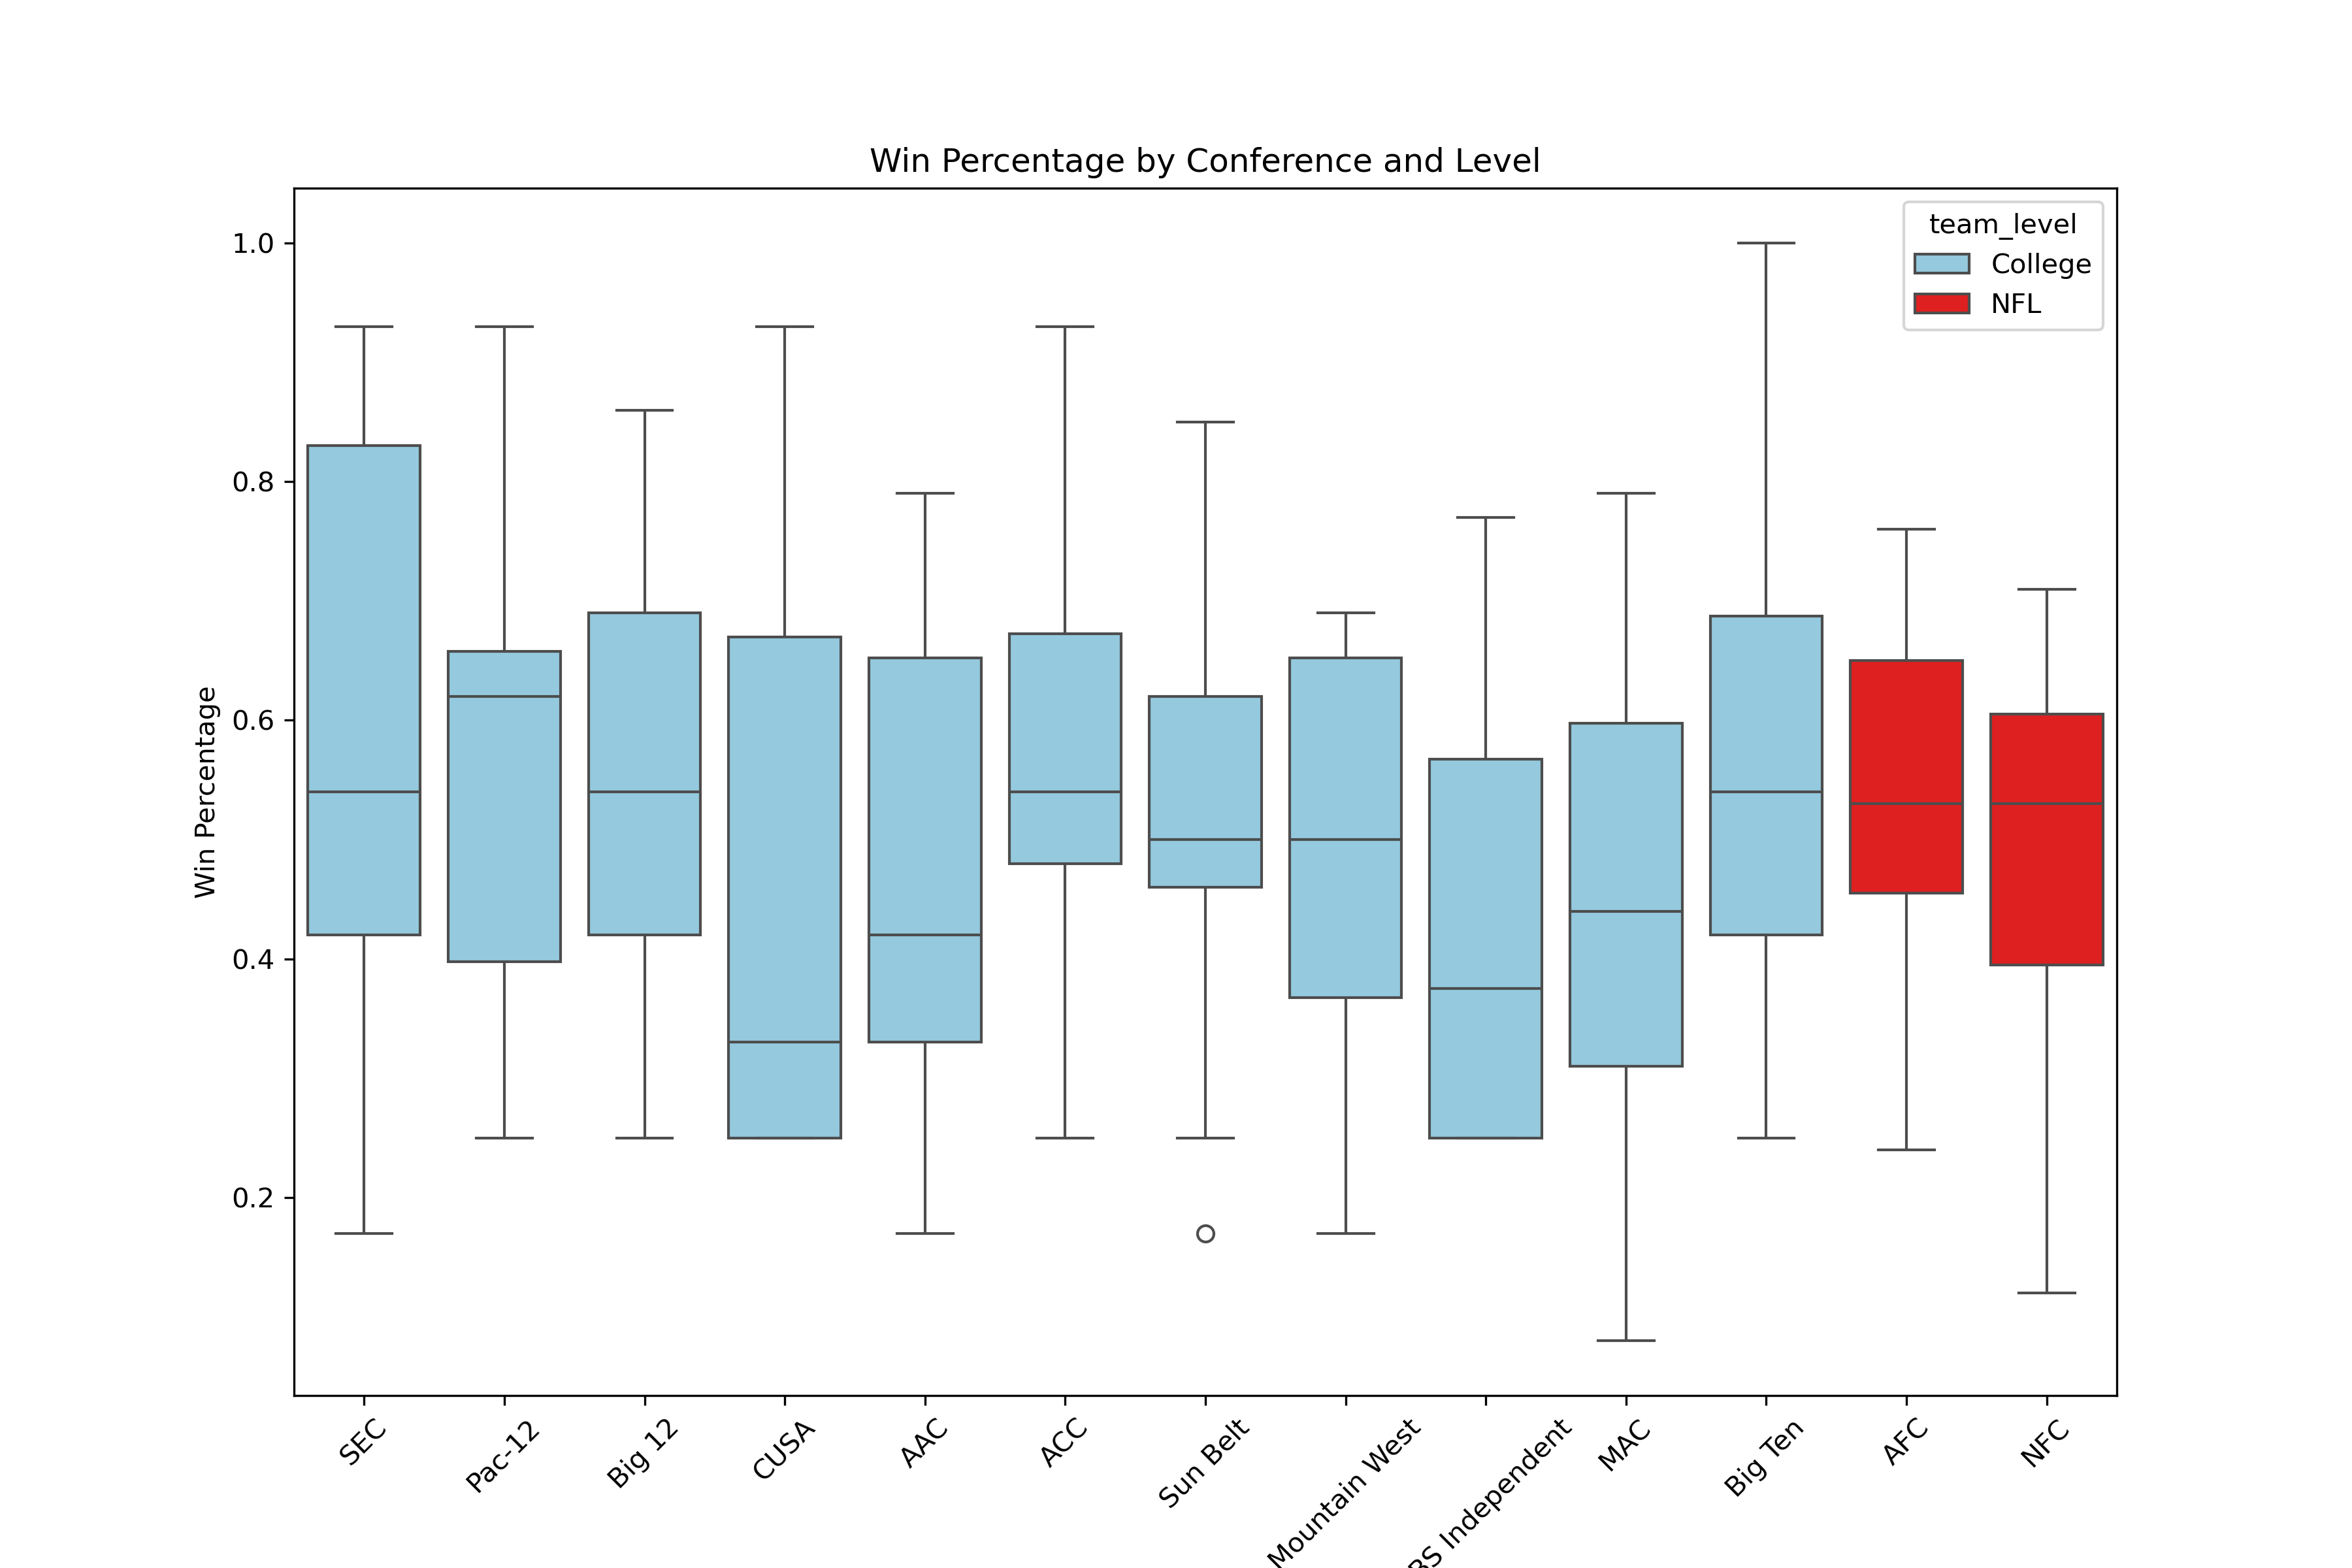 Win Percentage by Conference and Level
team_level
College
NFL
Win Percentage
1.0
0.8
0.6
0.4
0.2
SEC
Pac-12
Big 12
CUSA
AAC
ACC
Sun Belt
Mountain West
Independent
MAC
Big Ten
AFC
NFC